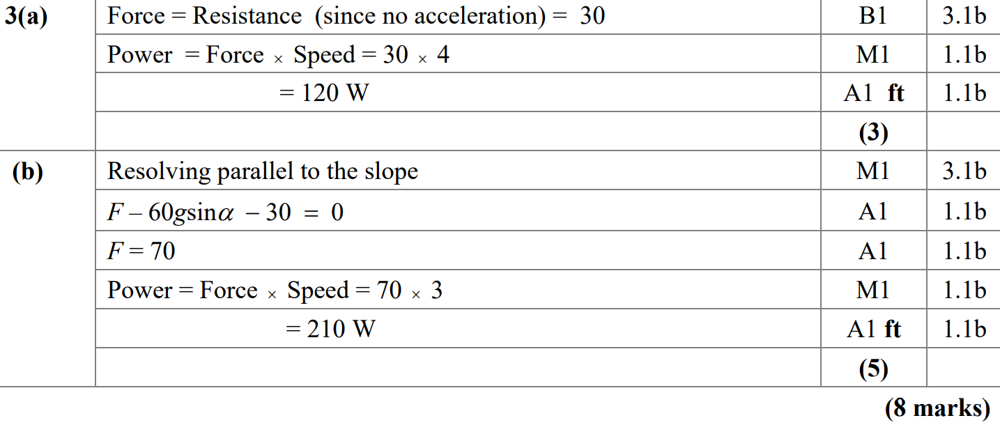 3(a) Force = Resistance (since no acceleration) = 30 B1 3.1b
Power = Force × Speed = 30 × 4 M1 1.1b
= 120 W A1 ft 1.1b
(3)
(b) Resolving parallel to the slope M1 3.1b
F – 60gsinα – 30 = 0 A1 1.1b
F = 70 A1 1.1b
Power = Force × Speed = 70 × 3 M1 1.1b
= 210 W A1 ft 1.1b
(5)
(8 marks)